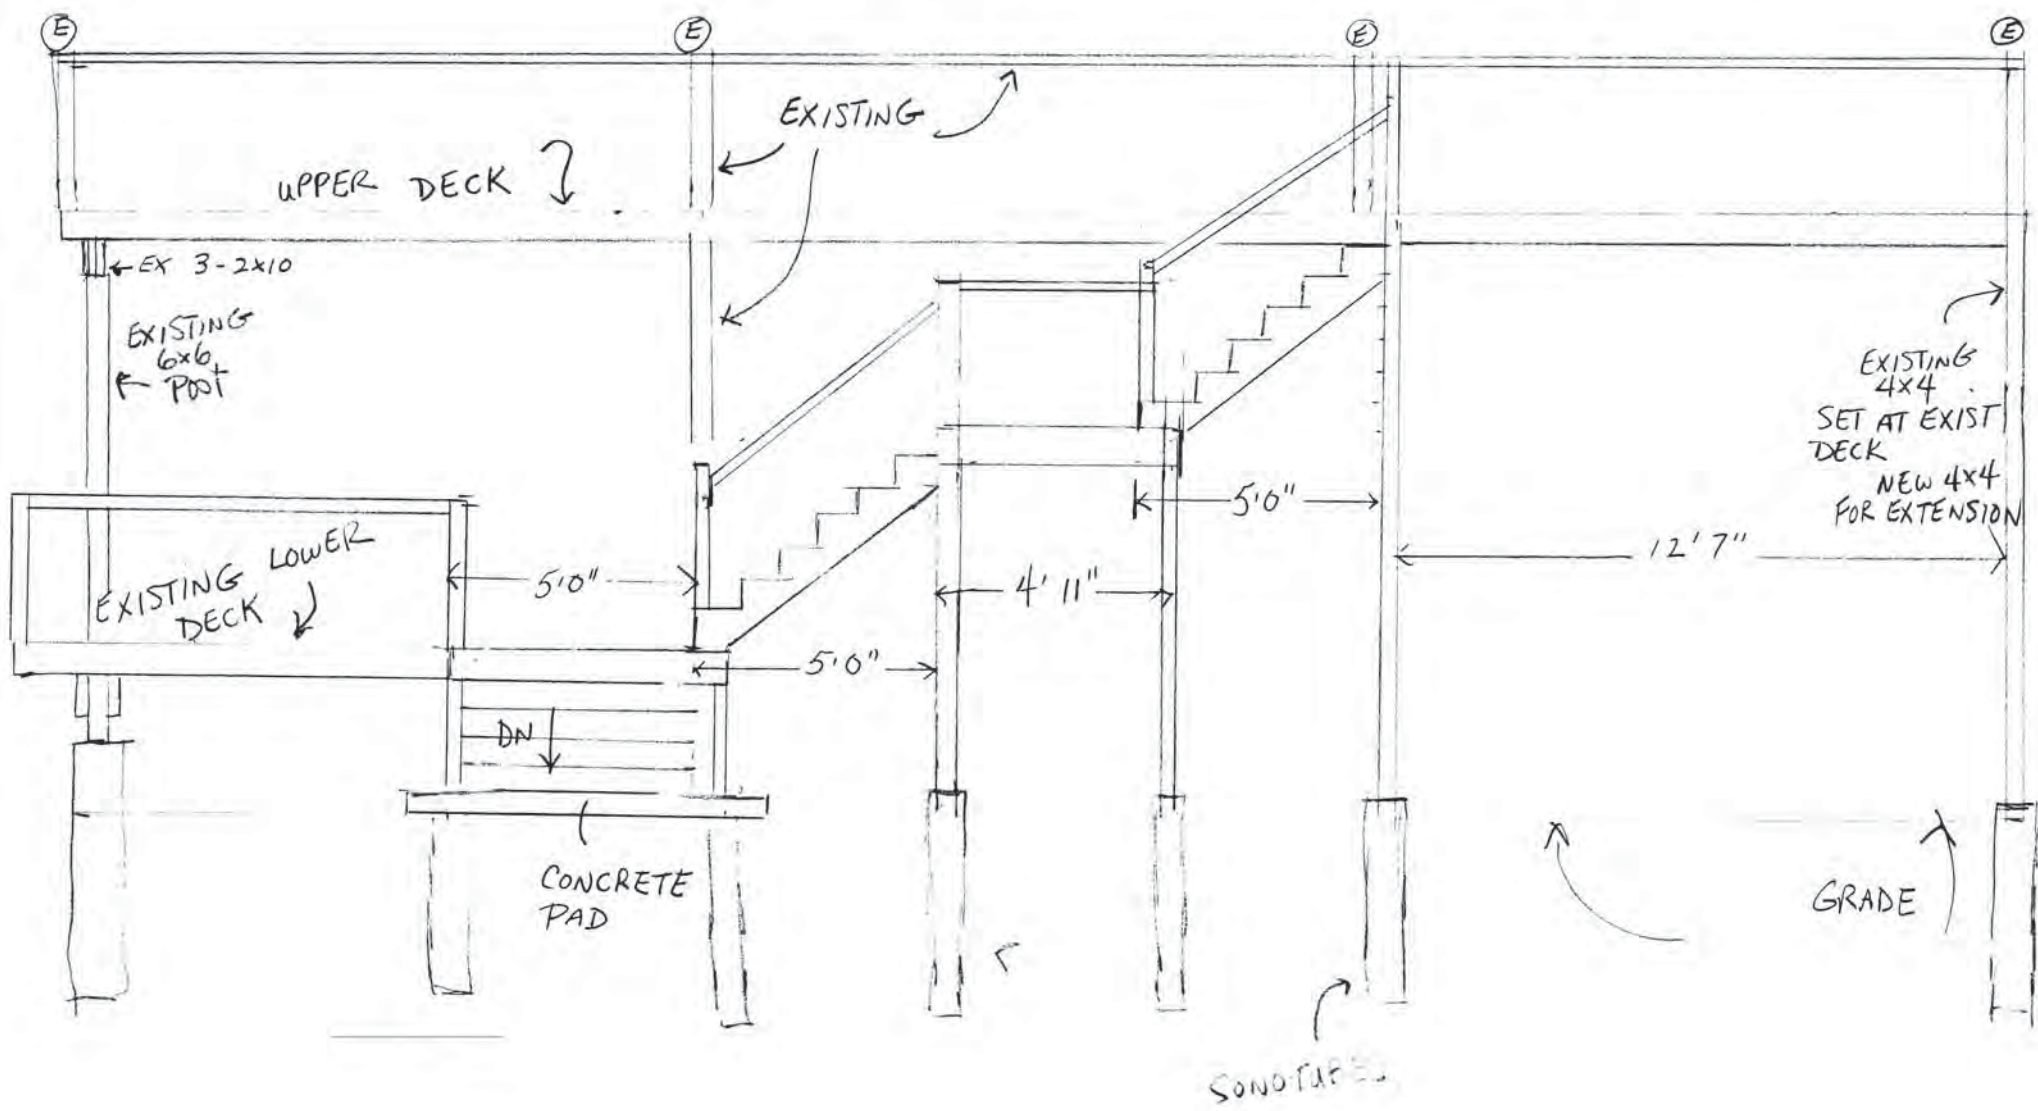 E E E E
EXISTING
UPPER DECK
EX 3-2x10
EXISTING
6x6
POST
EXISTING
4x4
SET AT EXIST
DECK
NEW 4x4
FOR EXTENSION
5'0"
12'7"
LOWER
EXISTING
DECK
5'0"
4'11"
5'0"
DN
CONCRETE
PAD
GRADE
SONOTUBES